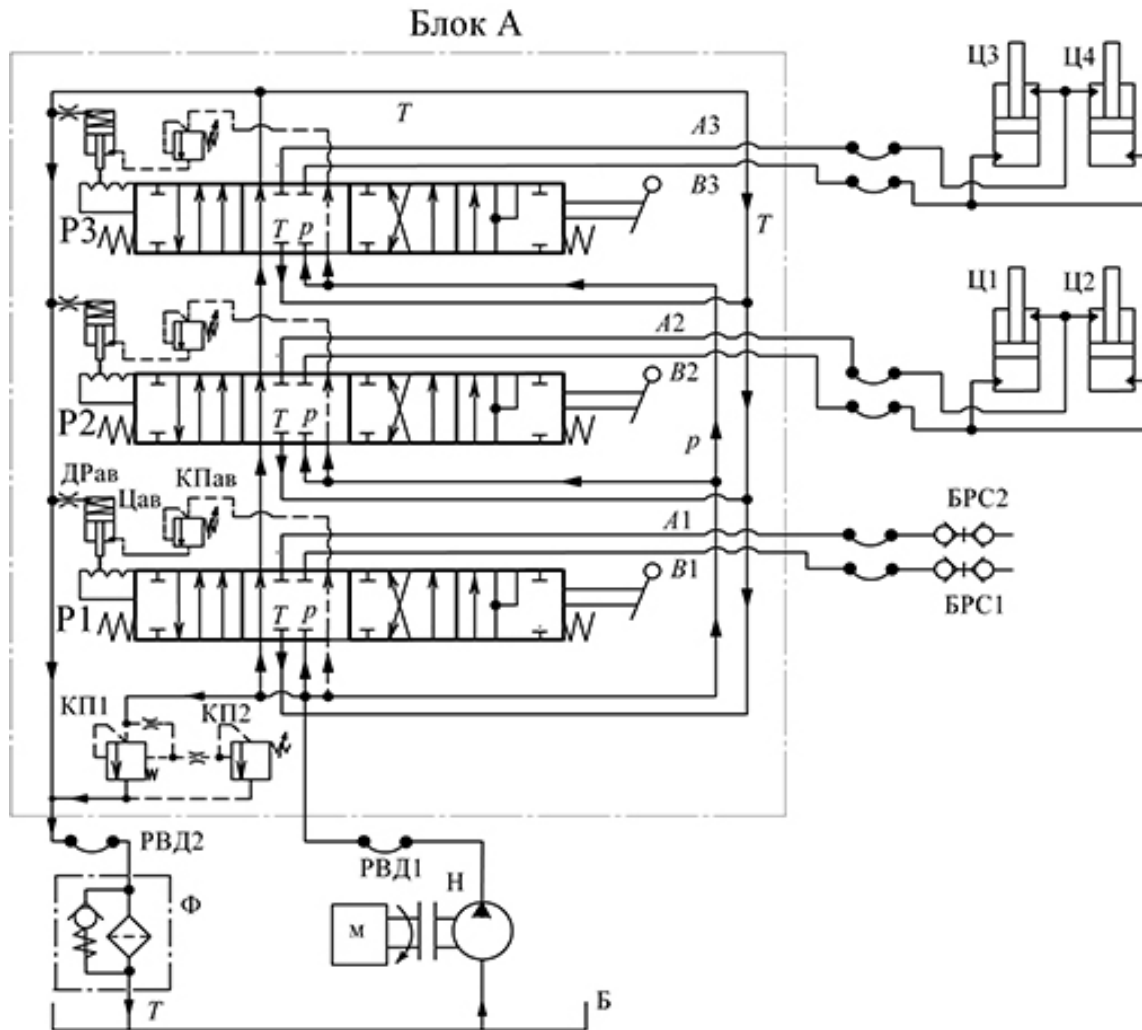 Блок А
Ц3
Ц4
T
A3
B3
T
P3
T
p
Ц1
Ц2
A2
B2
P2
T
p
p
ДРав
Цав
КПав
БРС2
A1
B1
БРС1
P1
T
p
КП1
КП2
РВД2
РВД1
Ф
Н
м
T
Б